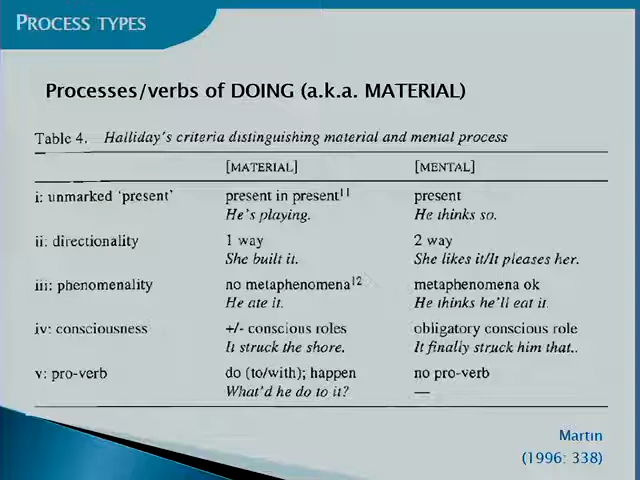 PROCESS TYPES
Processes/verbs of DOING (a.k.a. MATERIAL)
Table 4. Halliday's criteria distinguishing material and mental process
[MATERIAL] [MENTAL]
i: unmarked 'present' present in present11 present
He's playing. He thinks so.
ii: directionality 1 way 2 way
She built it. She likes it/It pleases her.
iii: phenomenality no metaphenomena12 metaphenomena ok
He ate it. He thinks he'll eat it.
iv: consciousness +/- conscious roles obligatory conscious role
It struck the shore. It finally struck him that..
v: pro-verb do (to/with); happen no pro-verb
What'd he do to it? —
Martin
(1996: 338)